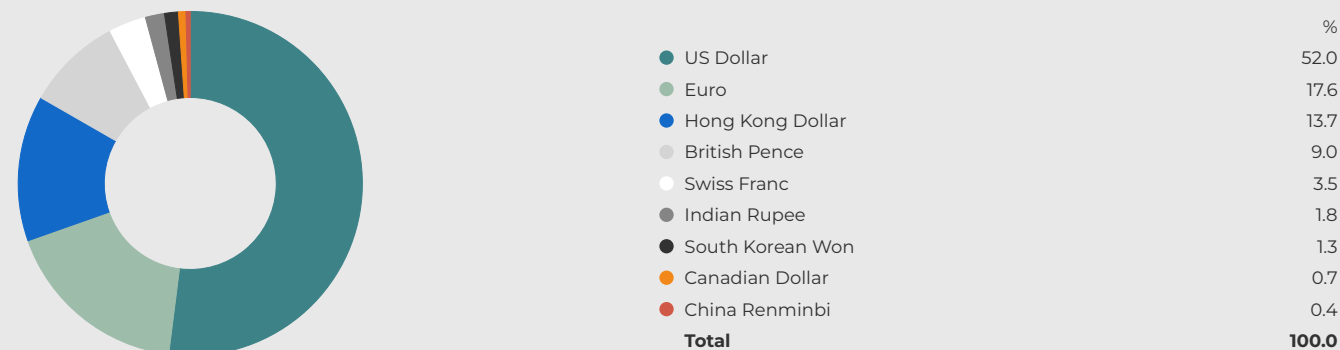 %
US Dollar 52.0
Euro 17.6
Hong Kong Dollar 13.7
British Pence 9.0
Swiss Franc 3.5
Indian Rupee 1.8
South Korean Won 1.3
Canadian Dollar 0.7
China Renminbi 0.4
Total 100.0